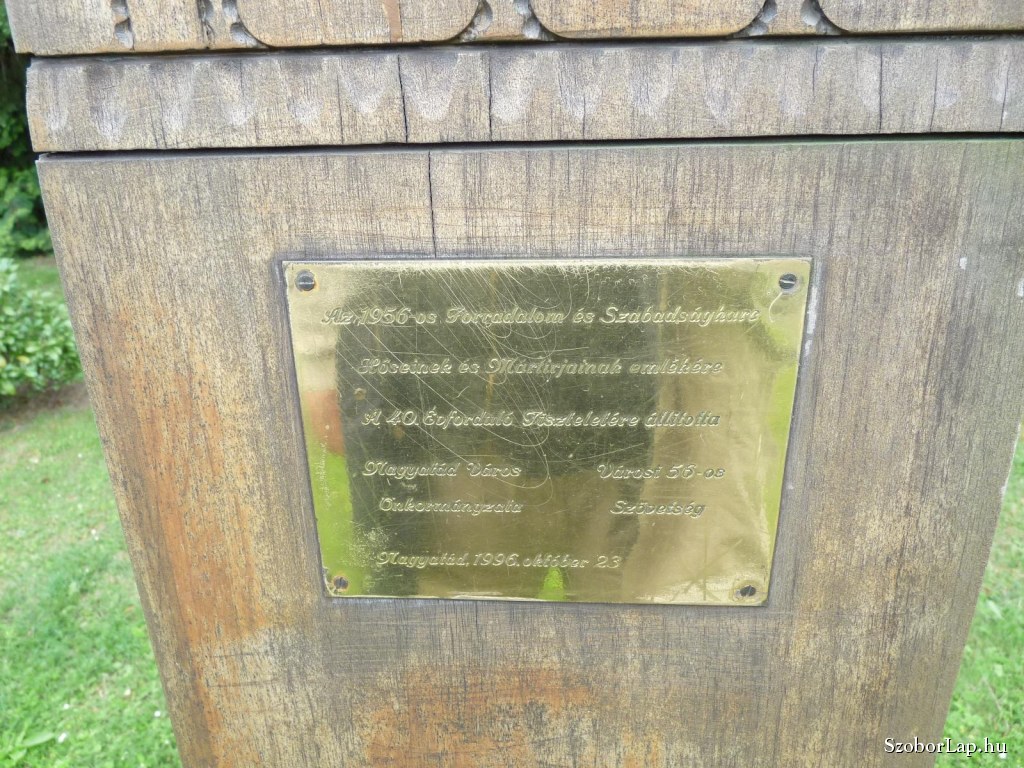 Az 1956-os Forradalom és Szabadságharc
Hőseinek és Mártírjainak emlékére
A 40. Évforduló Tiszteletére állította
Nagyatád Város Városi 56-os
Önkormányzata Szövetség
Nagyatád, 1996. október 23
SzoborLap.hu